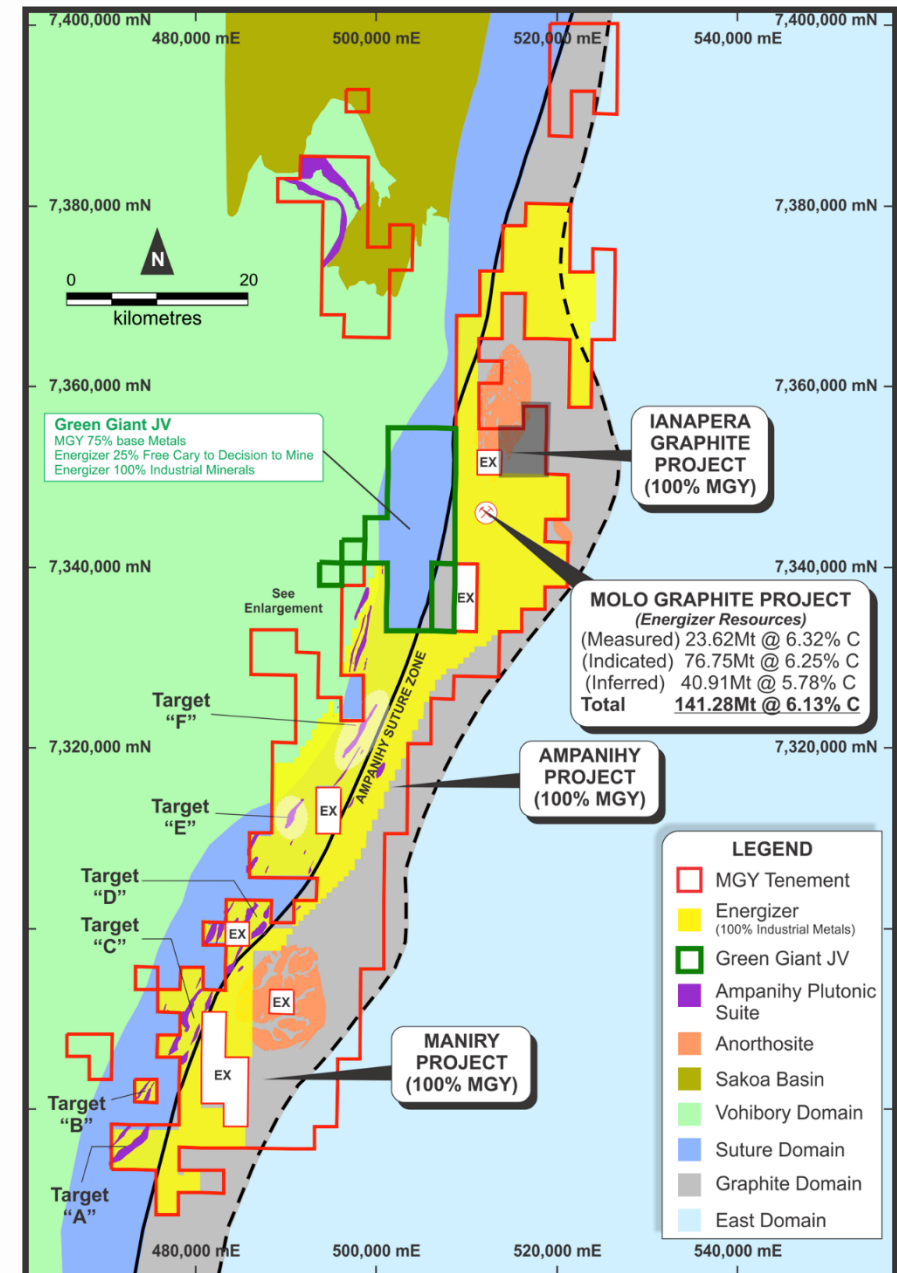 7,400,000 mN
7,400,000 mN
480,000 mE
500,000 mE
520,000 mE
540,000 mE
7,380,000 mN
7,380,000 mN
N
0
20
kilometres
7,360,000 mN
7,360,000 mN
Green Giant JV
MGY 75% base Metals
Energizer 25% Free Cary to Decision to Mine
Energizer 100% Industrial Minerals
IANAPERA
GRAPHITE
PROJECT
(100% MGY)
EX
7,340,000 mN
7,340,000 mN
See
Enlargement
EX
MOLO GRAPHITE PROJECT
(Energizer Resources)
(Measured) 23.62Mt @ 6.32% C
(Indicated) 76.75Mt @ 6.25% C
(Inferred) 40.91Mt @ 5.78% C
Total 141.28Mt @ 6.13% C
Target
"F"
AMPANIHY SUTURE ZONE
7,320,000 mN
7,320,000 mN
AMPANIHY
PROJECT
(100% MGY)
Target
"E"
EX
Target
"D"
Target
"C"
EX
EX
EX
MANIRY
PROJECT
(100% MGY)
Target
"B"
Target
"A"
LEGEND
MGY Tenement
Energizer
(100% Industrial Metals)
Green Giant JV
Ampanihy Plutonic
Suite
Anorthosite
Sakoa Basin
Vohibory Domain
Suture Domain
Graphite Domain
East Domain
480,000 mE
500,000 mE
520,000 mE
540,000 mE